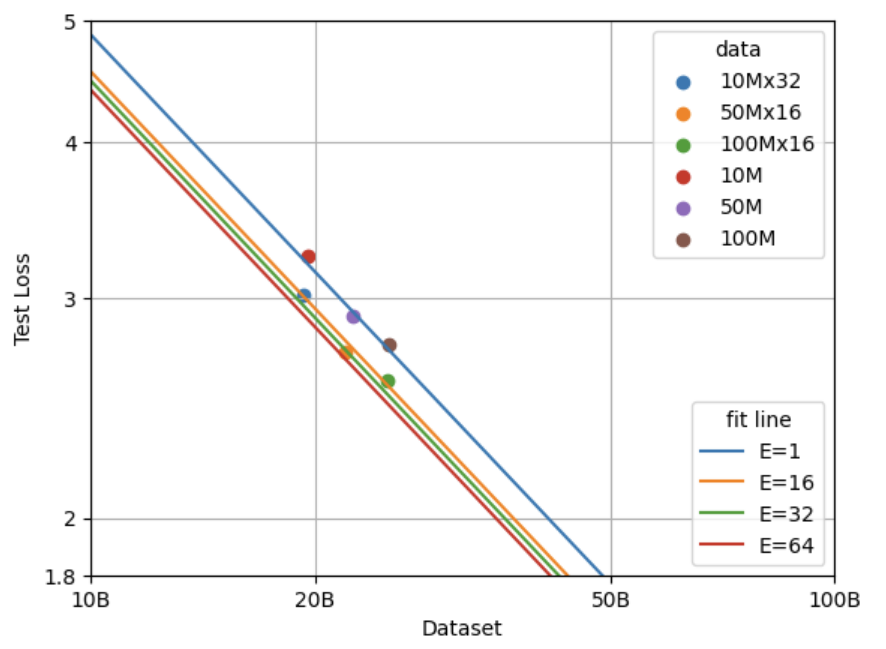 5
4
3
2
1.8
Test Loss
10B
20B
50B
100B
Dataset
data
10Mx32
50Mx16
100Mx16
10M
50M
100M
fit line
E=1
E=16
E=32
E=64